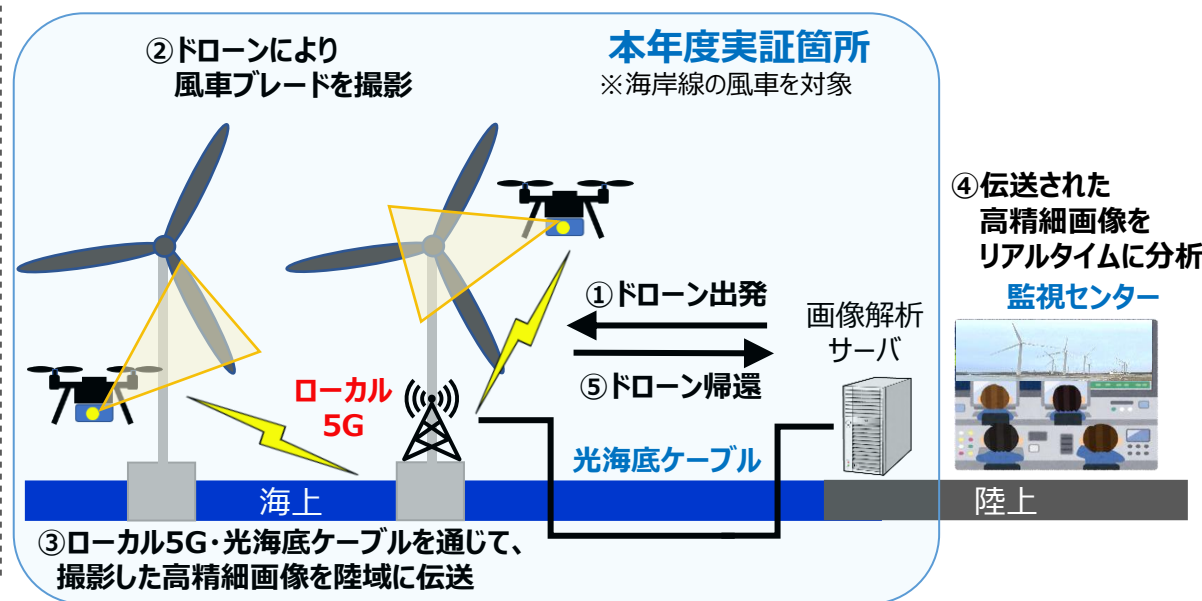 ②ドローンにより
風車ブレードを撮影
本年度実証箇所
※海岸線の風車を対象
④伝送された
高精細画像を
リアルタイムに分析
監視センター
①ドローン出発
⑤ドローン帰還
画像解析
サーバ
ローカル
5G
光海底ケーブル
海上
陸上
③ローカル5G・光海底ケーブルを通じて、
撮影した高精細画像を陸域に伝送